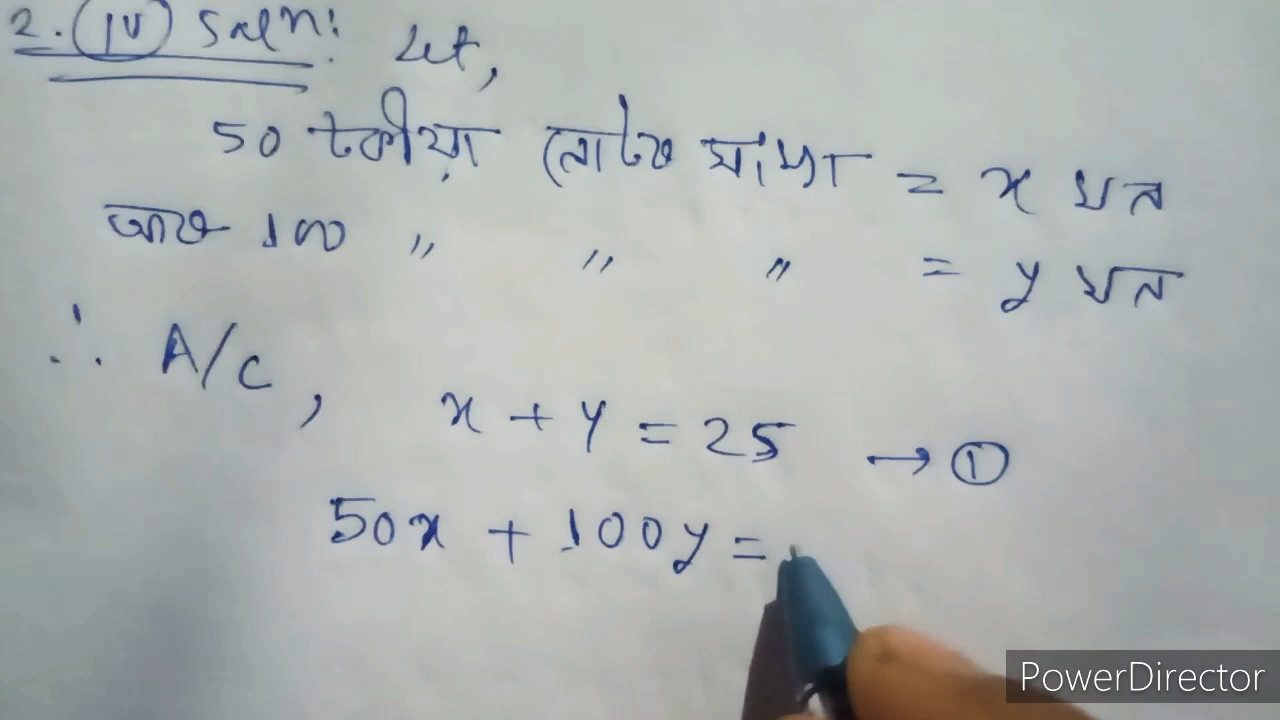 2. (iv) Soln: Let,
50 টকীয়া নোটৰ সংখ্যা = x খন
আৰু 100 " " " = y খন
∴ A/C, x + y = 25 → ①
50x + 100y =
PowerDirector